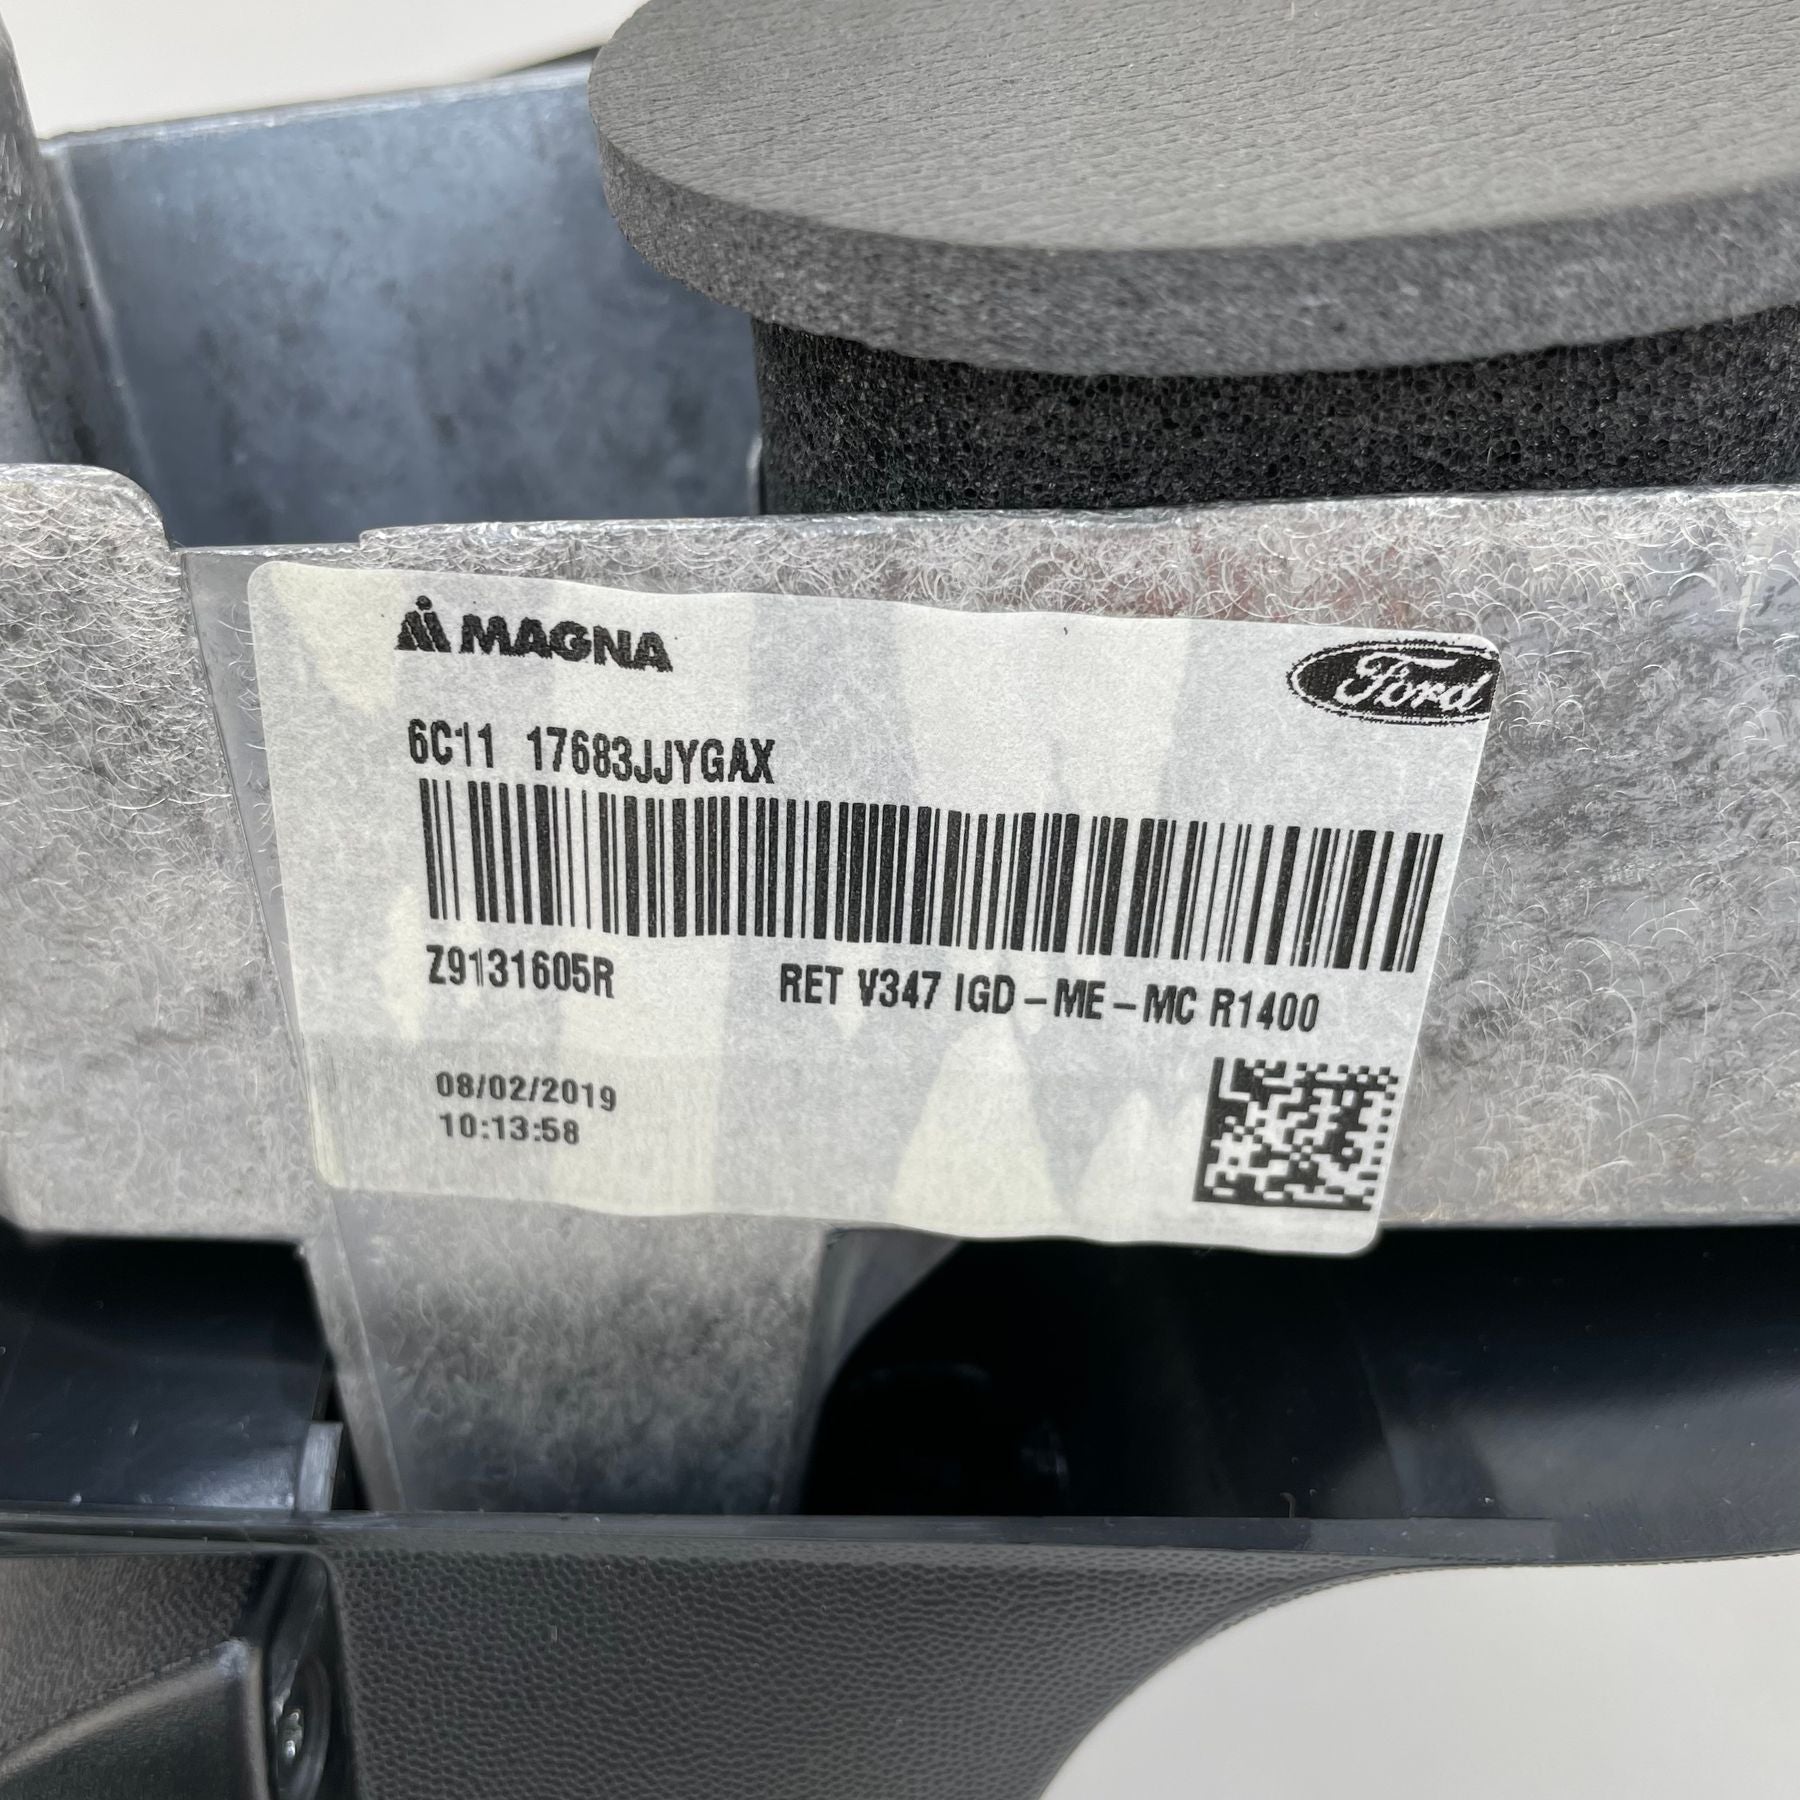 MAGNA
Ford
6C11 17683JJYGAX
Z9131605R
RET V347 IGD-ME-MC R1400
08/02/2019
10:13:58